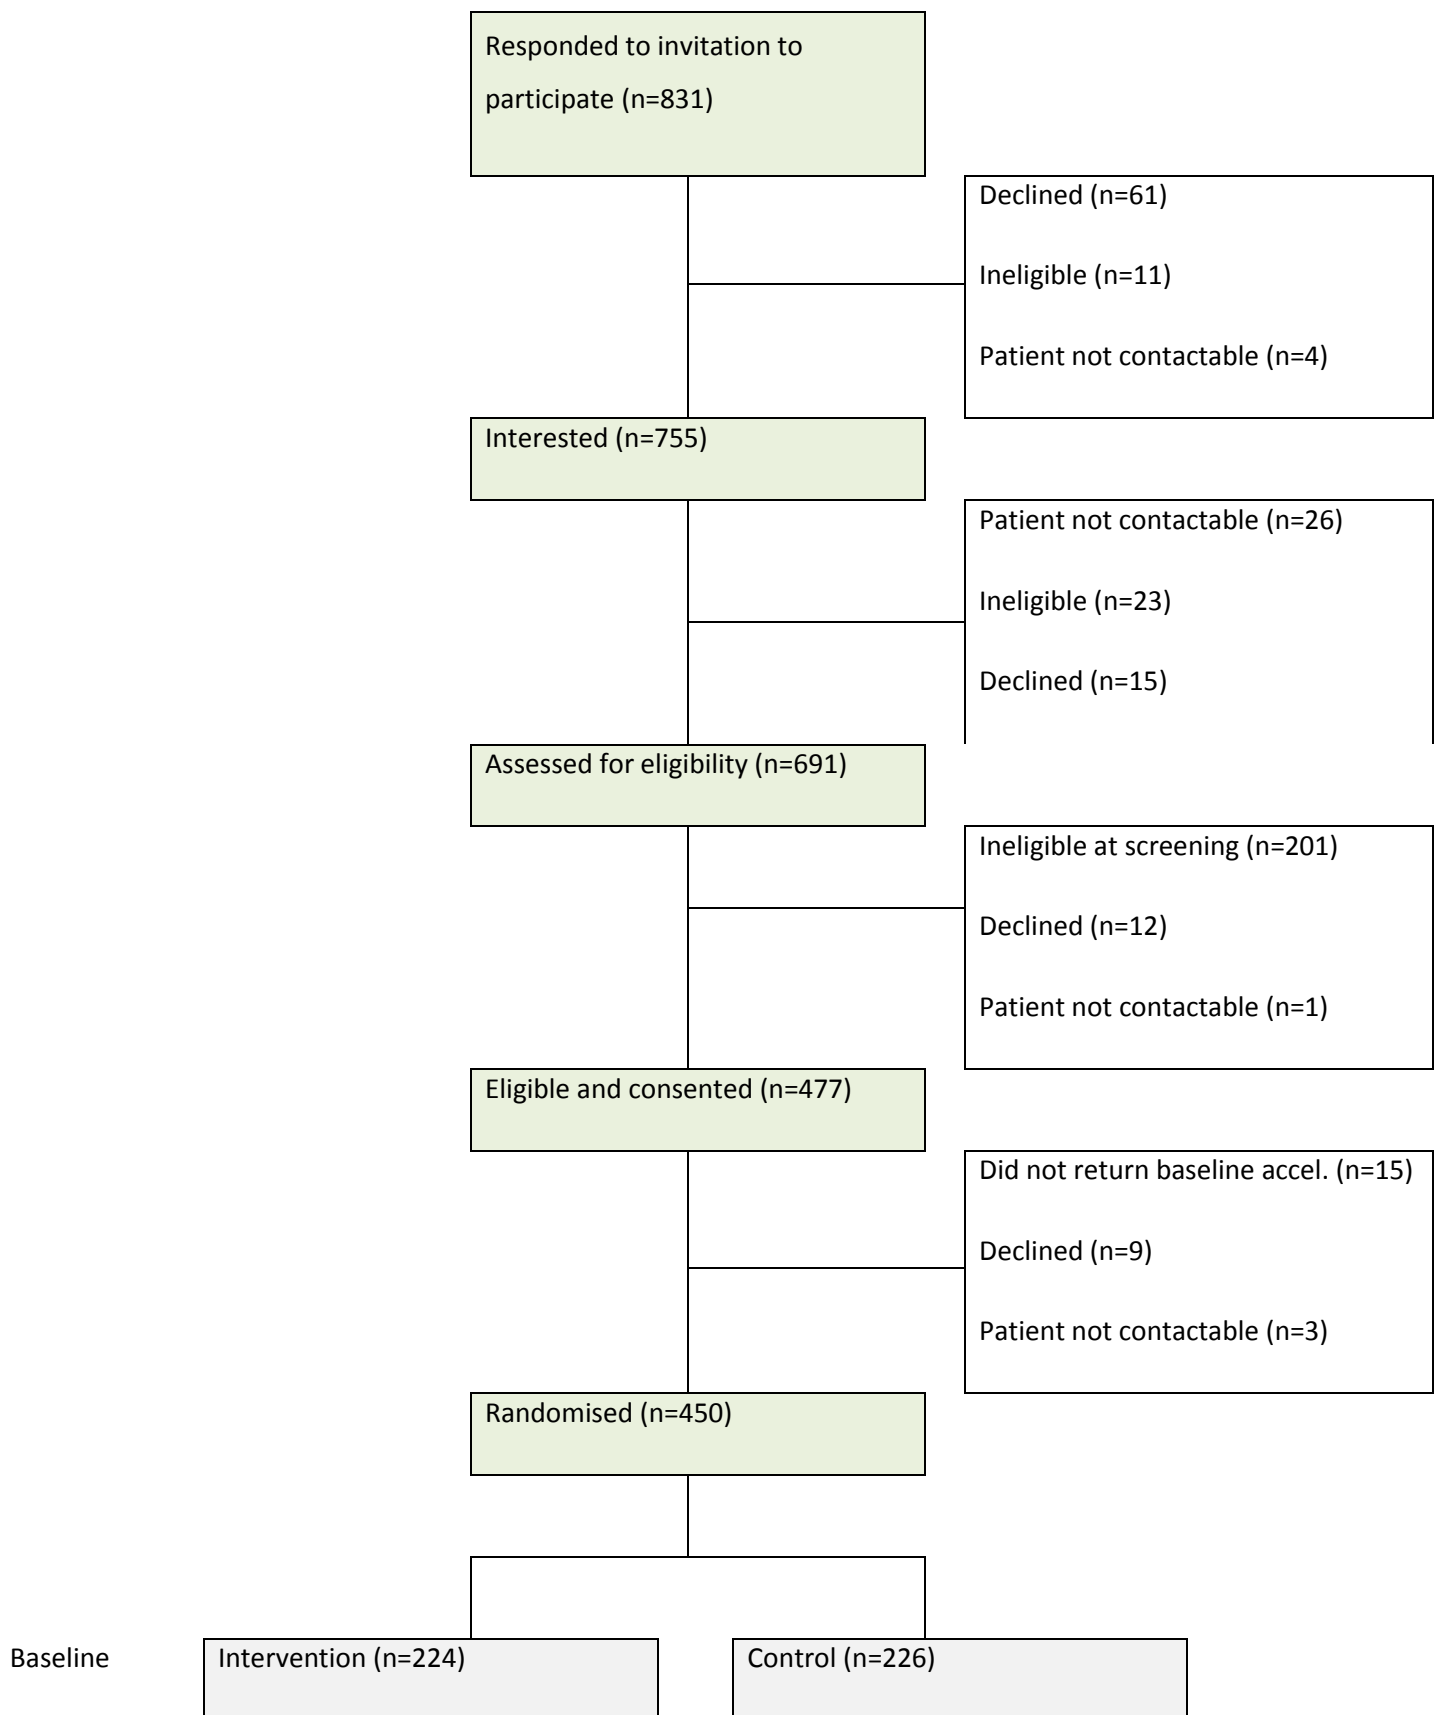 Responded to invitation to
participate (n=831)
Declined (n=61)
Ineligible (n=11)
Patient not contactable (n=4)
Interested (n=755)
Patient not contactable (n=26)
Ineligible (n=23)
Declined (n=15)
Assessed for eligibility (n=691)
Ineligible at screening (n=201)
Declined (n=12)
Patient not contactable (n=1)
Eligible and consented (n=477)
Did not return baseline accel. (n=15)
Declined (n=9)
Patient not contactable (n=3)
Randomised (n=450)
Baseline
Intervention (n=224)
Control (n=226)